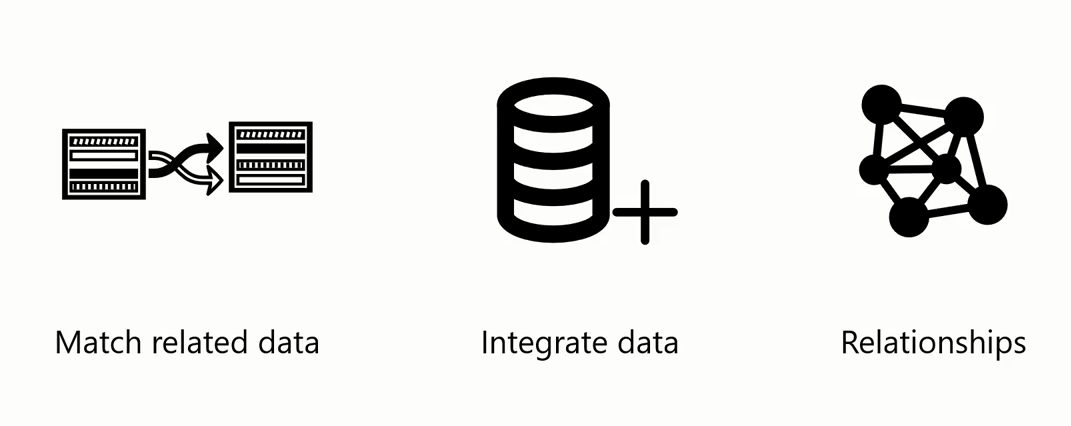 Match related data
Integrate data
Relationships